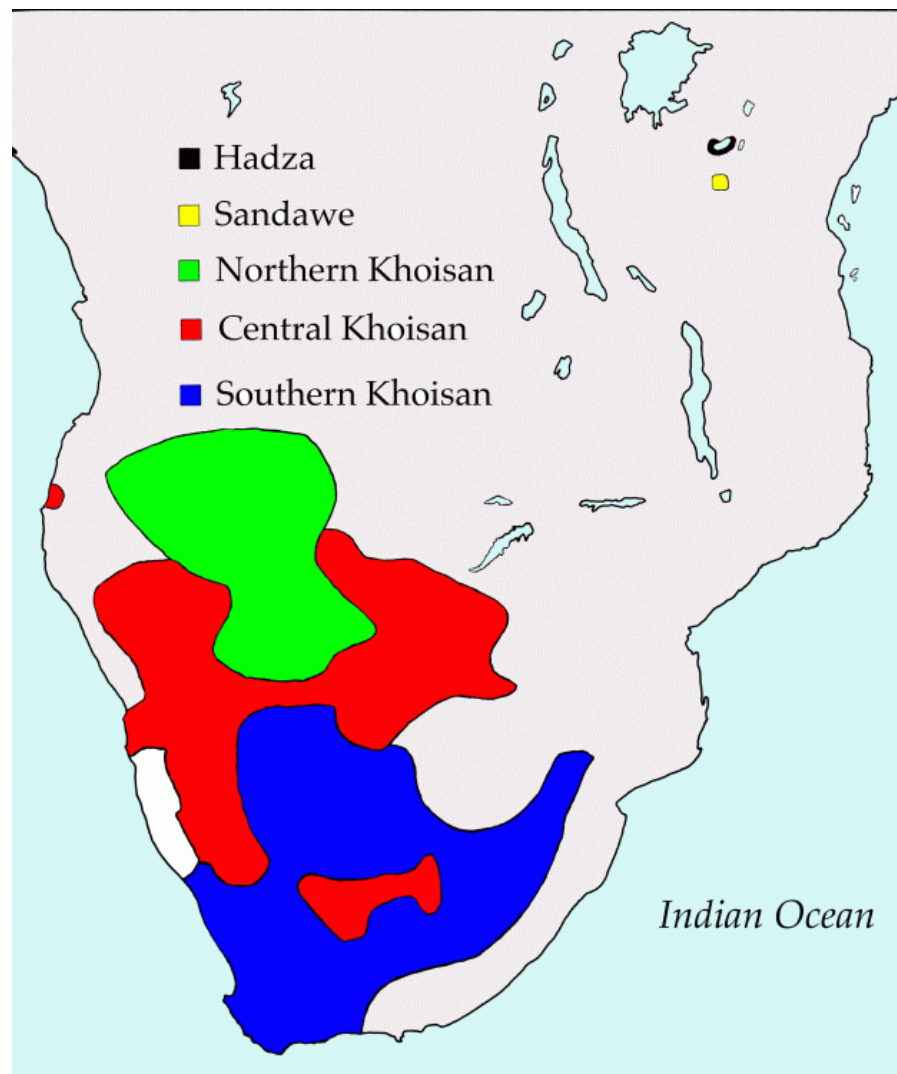 Hadza
Sandawe
Northern Khoisan
Central Khoisan
Southern Khoisan
Indian Ocean